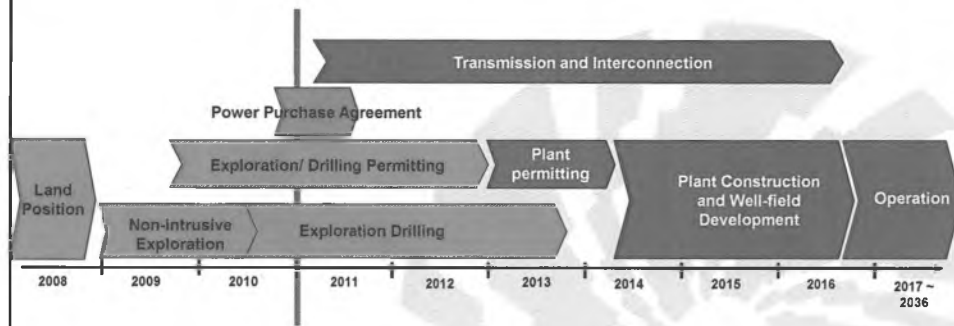 Transmission and Interconnection
Power Purchase Agreement
Land
Position
Exploration/ Drilling Permitting
Plant
permitting
Plant Construction
and Well-field
Development
Operation
Non-intrusive
Exploration
Exploration Drilling
2008
2009
2010
2011
2012
2013
2014
2015
2016
2017 ~
2036